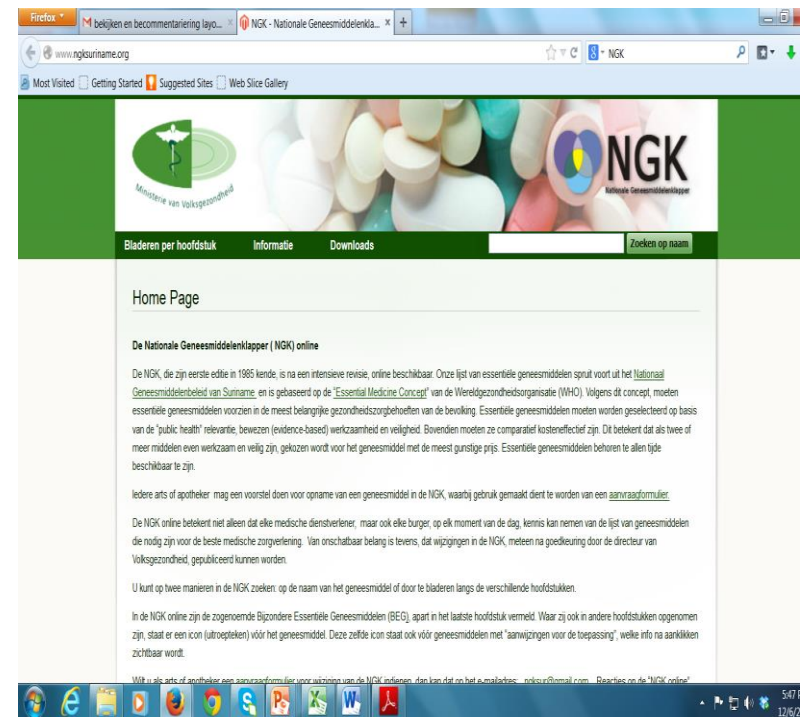 Firefox
bekijken en becommentariering layo... × NGK - Nationale Geneesmiddelenkla... × +
www.ngksuriname.org NGK
Most Visited Getting Started Suggested Sites Web Slice Gallery
Ministerie van Volksgezondheid
NGK
Nationale Geneesmiddelenklapper
Bladeren per hoofdstuk Informatie Downloads Zoeken op naam
Home Page
De Nationale Geneesmiddelenklapper ( NGK) online
De NGK, die zijn eerste editie in 1985 kende, is na een intensieve revisie, online beschikbaar. Onze lijst van essentiële geneesmiddelen spruit voort uit het Nationaal
Geneesmiddelenbeleid van Suriname en is gebaseerd op de "Essential Medicine Concept" van de Wereldgezondheidsorganisatie (WHO). Volgens dit concept, moeten
essentiële geneesmiddelen voorzien in de meest belangrijke gezondheidszorgbehoeften van de bevolking. Essentiële geneesmiddelen moeten worden geselecteerd op basis
van de "public health" relevantie, bewezen (evidence-based) werkzaamheid en veiligheid. Bovendien moeten ze comparatief kosteneffectief zijn. Dit betekent dat als twee of
meer middelen even werkzaam en veilig zijn, gekozen wordt voor het geneesmiddel met de meest gunstige prijs. Essentiële geneesmiddelen behoren te allen tijde
beschikbaar te zijn.
Iedere arts of apotheker mag een voorstel doen voor opname van een geneesmiddel in de NGK, waarbij gebruik gemaakt dient te worden van een aanvraagformulier.
De NGK online betekent niet alleen dat elke medische dienstverlener, maar ook elke burger, op elk moment van de dag, kennis kan nemen van de lijst van geneesmiddelen
die nodig zijn voor de beste medische zorgverlening. Van onschatbaar belang is tevens, dat wijzigingen in de NGK, meteen na goedkeuring door de directeur van
Volksgezondheid, gepubliceerd kunnen worden.
U kunt op twee manieren in de NGK zoeken: op de naam van het geneesmiddel of door te bladeren langs de verschillende hoofdstukken.
In de NGK online zijn de zogenoemde Bijzondere Essentiële Geneesmiddelen (BEG), apart in het laatste hoofdstuk vermeld. Waar zij ook in andere hoofdstukken opgenomen
zijn, staat er een icon (uitroepteken) vóór het geneesmiddel. Deze zelfde icon staat ook vóór geneesmiddelen met "aanwijzingen voor de toepassing", welke info na aanklikken
zichtbaar wordt.
Wilt u als arts of apotheker een aanvraagformulier voor wijziging van de NGK indienen, dan kan dat op het e-mailadres: ngksur@gmail.com. Reacties op de "NGK online"
5:47 P
12/6/2